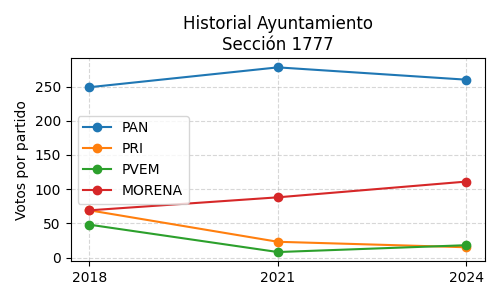 Historial Ayuntamiento
Sección 1777
Votos por partido
250
200
150
100
50
0
PAN
PRI
PVEM
MORENA
2018
2021
2024